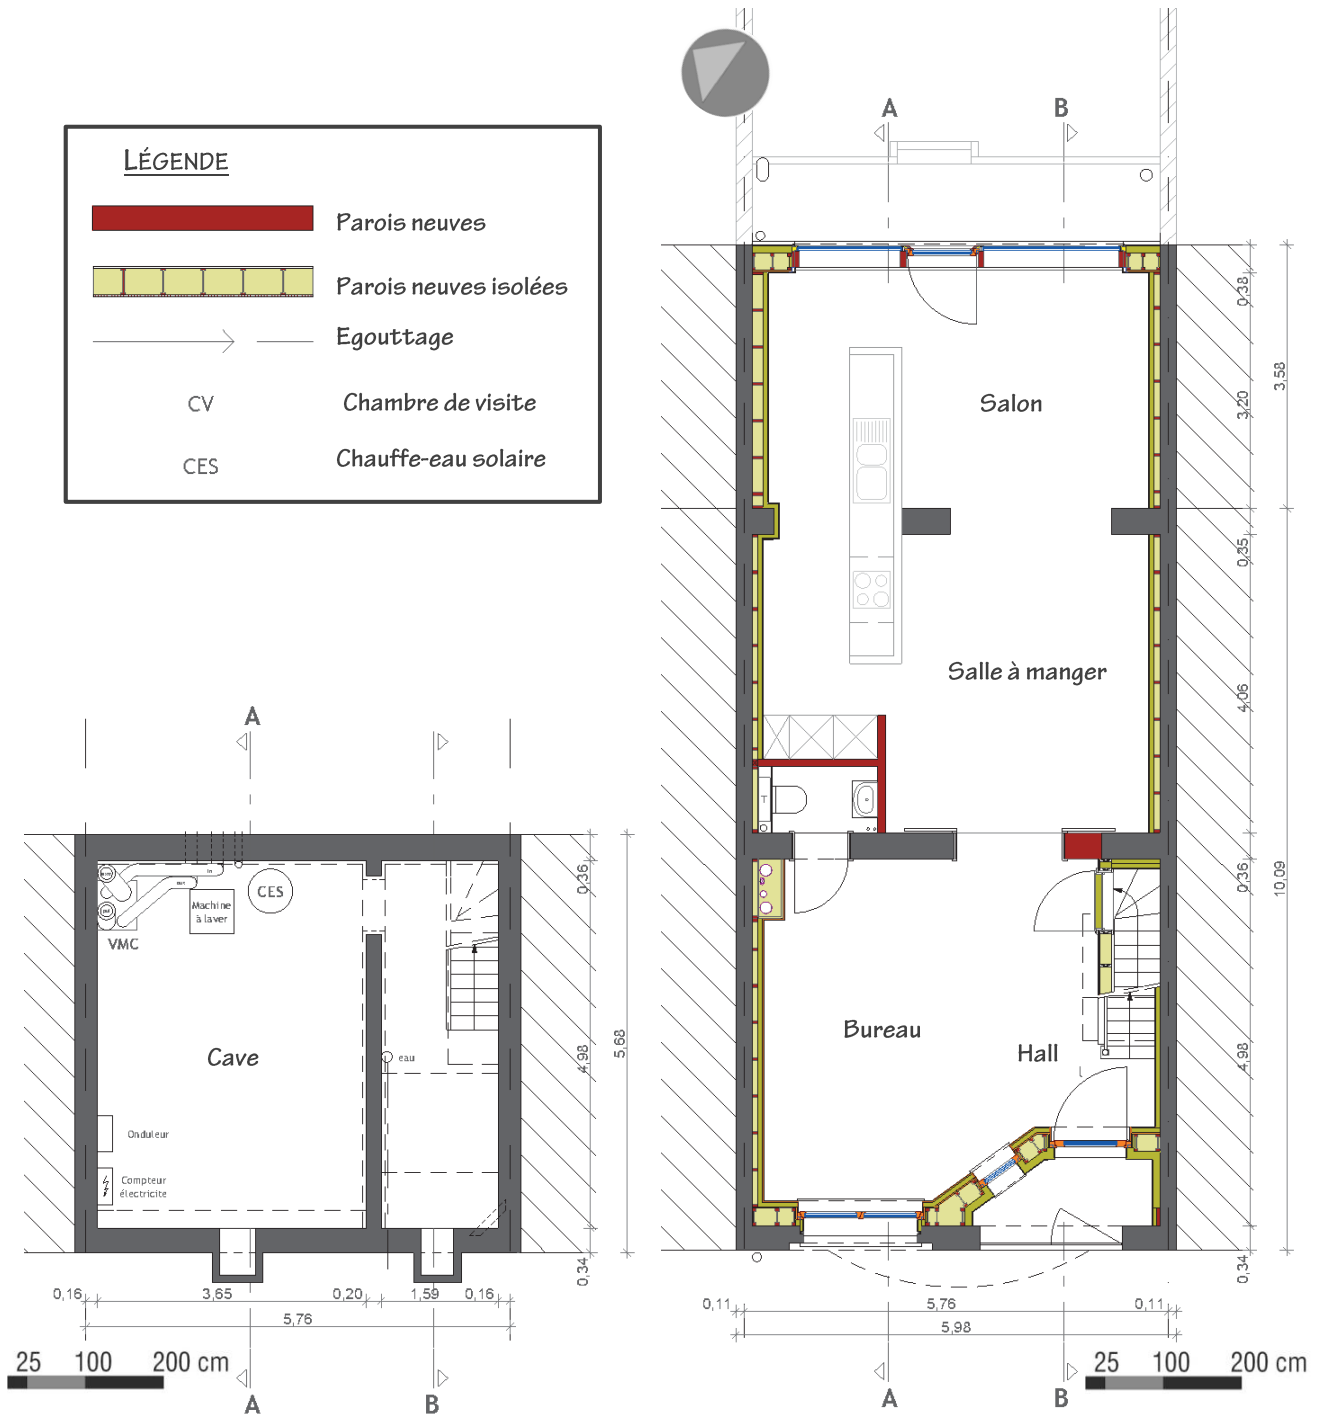 LÉGENDE
Parois neuves
Parois neuves isolées
Egouttage
CV Chambre de visite
CES Chauffe-eau solaire
A
B
Salon
Salle à manger
T
Bureau
Hall
0,38
3,20
3,58
0,35
4,06
0,36
10,09
4,98
0,34
0,11 5,76 0,11
5,98
A
B
25 100 200 cm
A
in
out
CES
Machine
à laver
VMC
Cave
eau
Onduleur
Compteur
électricite
0,36
4,98
5,68
0,34
0,16 3,65 0,20 1,59 0,16
5,76
25 100 200 cm
A
B